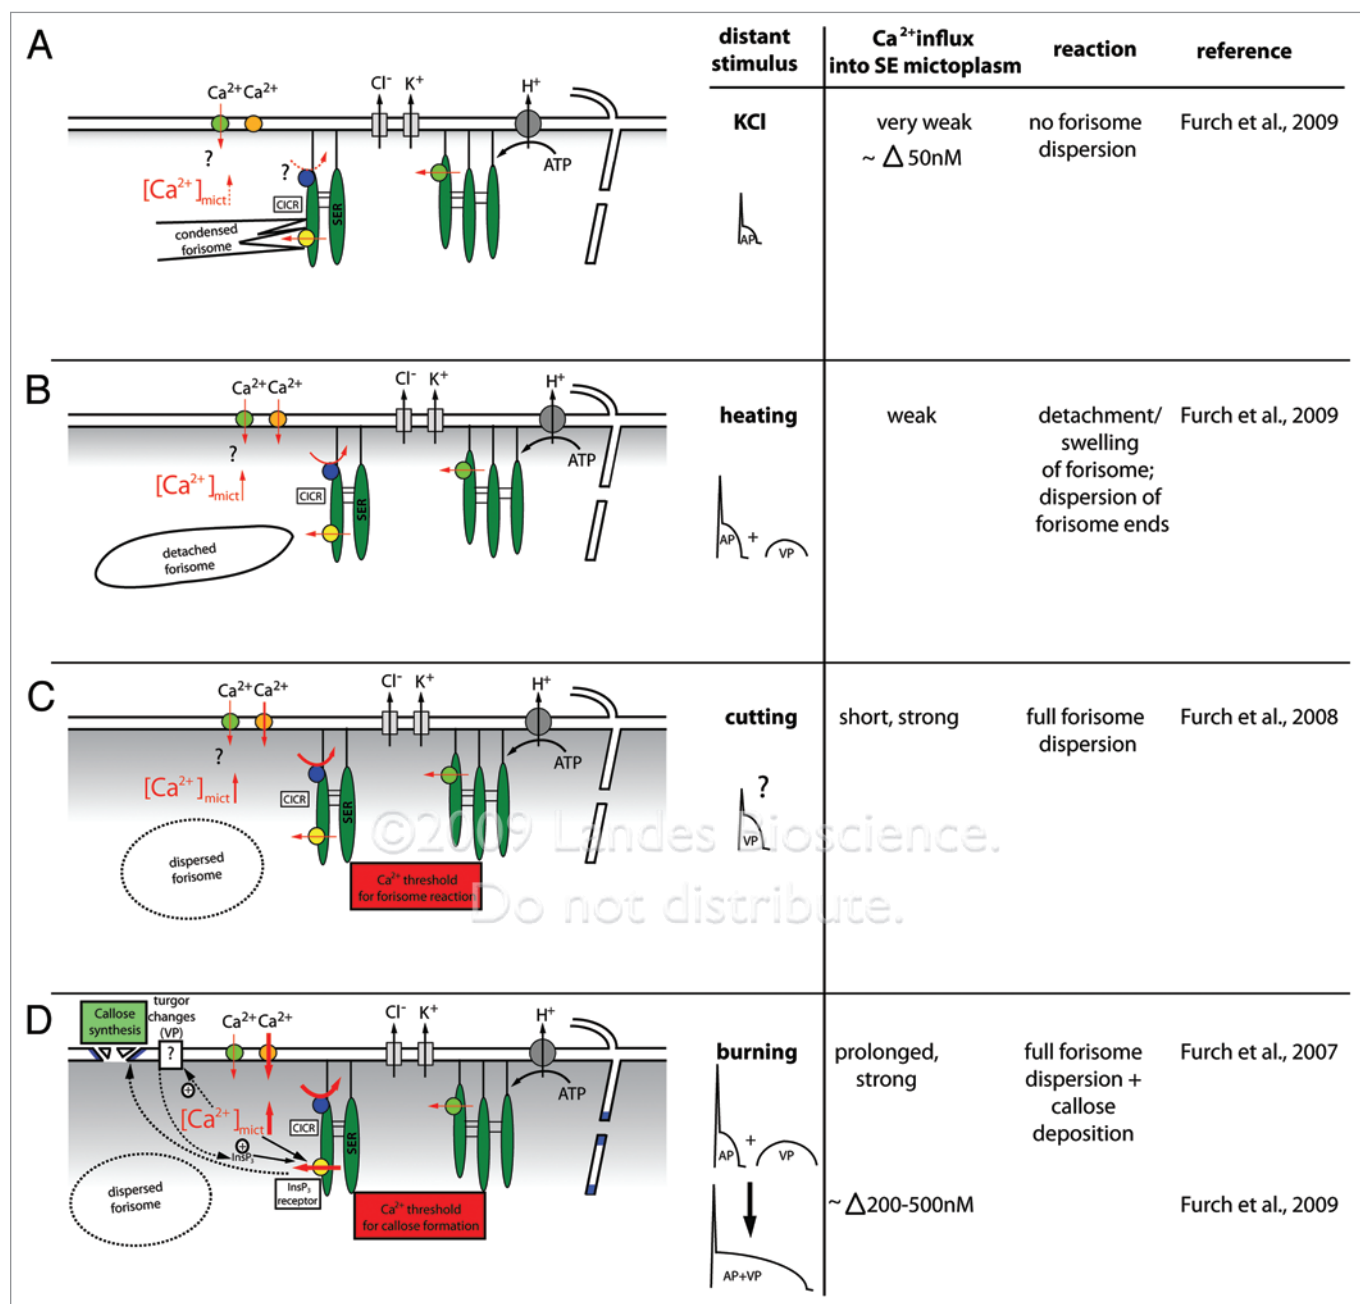 distant stimulus
Ca2+ influx into SE mictoplasm
reaction
reference
A
Ca2+ Ca2+
Cl-
K+
H+
?
ATP
[Ca2+]mict
?
CICR
SER
condensed
forisome
KCl
AP
very weak
~ Δ 50nM
no forisome
dispersion
Furch et al., 2009
B
Ca2+ Ca2+
Cl-
K+
H+
?
ATP
[Ca2+]mict
CICR
SER
detached
forisome
heating
AP + VP
weak
detachment/
swelling
of forisome;
dispersion of
forisome ends
Furch et al., 2009
C
Ca2+ Ca2+
Cl-
K+
H+
?
ATP
[Ca2+]mict
CICR
SER
dispersed
forisome
Ca2+ threshold
for forisome reaction
cutting
?
VP
short, strong
full forisome
dispersion
Furch et al., 2008
©2009 Landes Bioscience.
Do not distribute.
D
Callose
synthesis
turgor
changes
(VP)
?
Ca2+ Ca2+
Cl-
K+
H+
ATP
+
[Ca2+]mict
+
InsP3
CICR
SER
InsP3
receptor
dispersed
forisome
Ca2+ threshold
for callose formation
burning
AP + VP
AP+VP
prolonged,
strong
~ Δ200-500nM
full forisome
dispersion +
callose
deposition
Furch et al., 2007
Furch et al., 2009